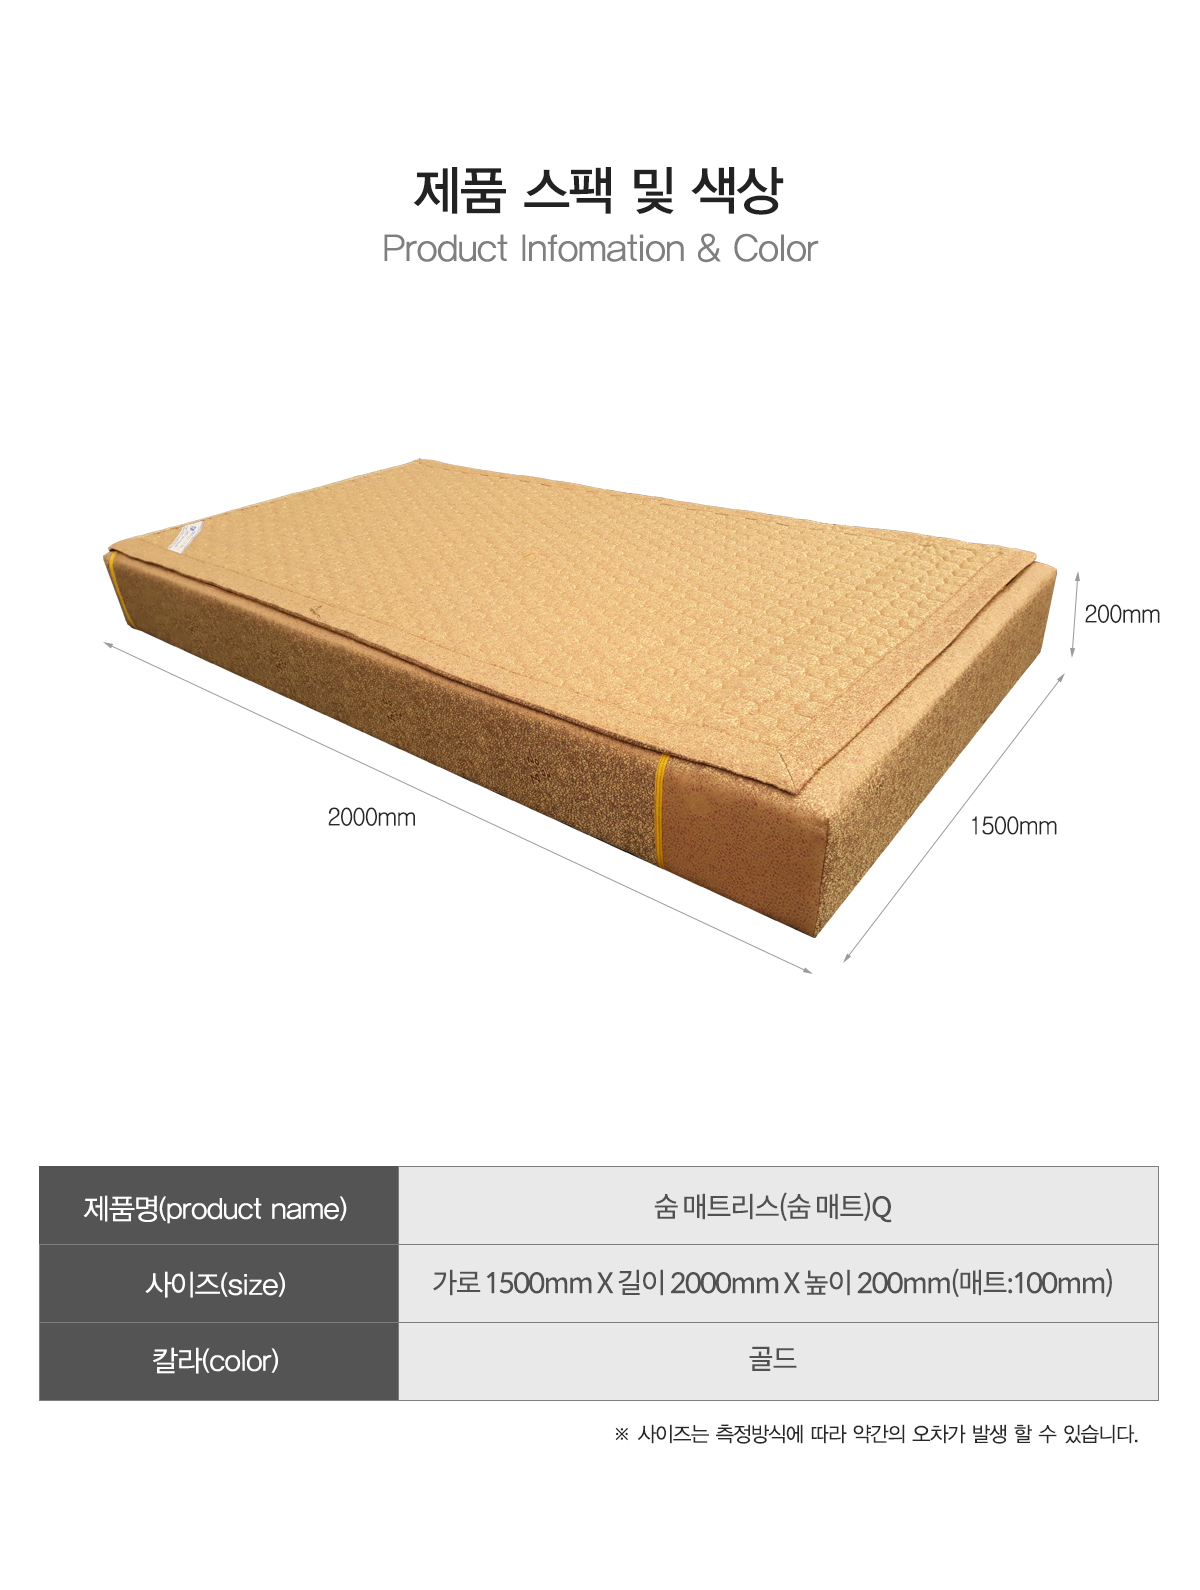 제품 스팩 및 색상
Product Infomation & Color
200mm
2000mm
1500mm
제품명(product name)
숨 매트리스(숨 매트)Q
사이즈(size)
가로 1500mm X 길이 2000mm X 높이 200mm(매트:100mm)
칼라(color)
골드
※ 사이즈는 측정방식에 따라 약간의 오차가 발생 할 수 있습니다.